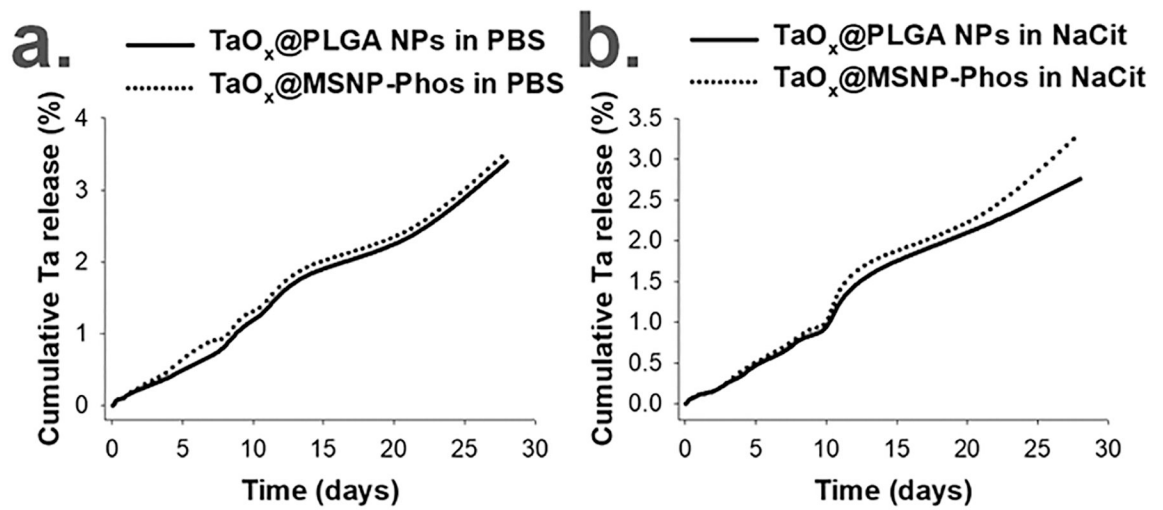 a.
TaOx@PLGA NPs in PBS
TaOx@MSNP-Phos in PBS
Cumulative Ta release (%)
4
3
2
1
0
0 5 10 15 20 25 30
Time (days)
b.
TaOx@PLGA NPs in NaCit
TaOx@MSNP-Phos in NaCit
Cumulative Ta release (%)
3.5
3.0
2.5
2.0
1.5
1.0
0.5
0.0
0 5 10 15 20 25 30
Time (days)